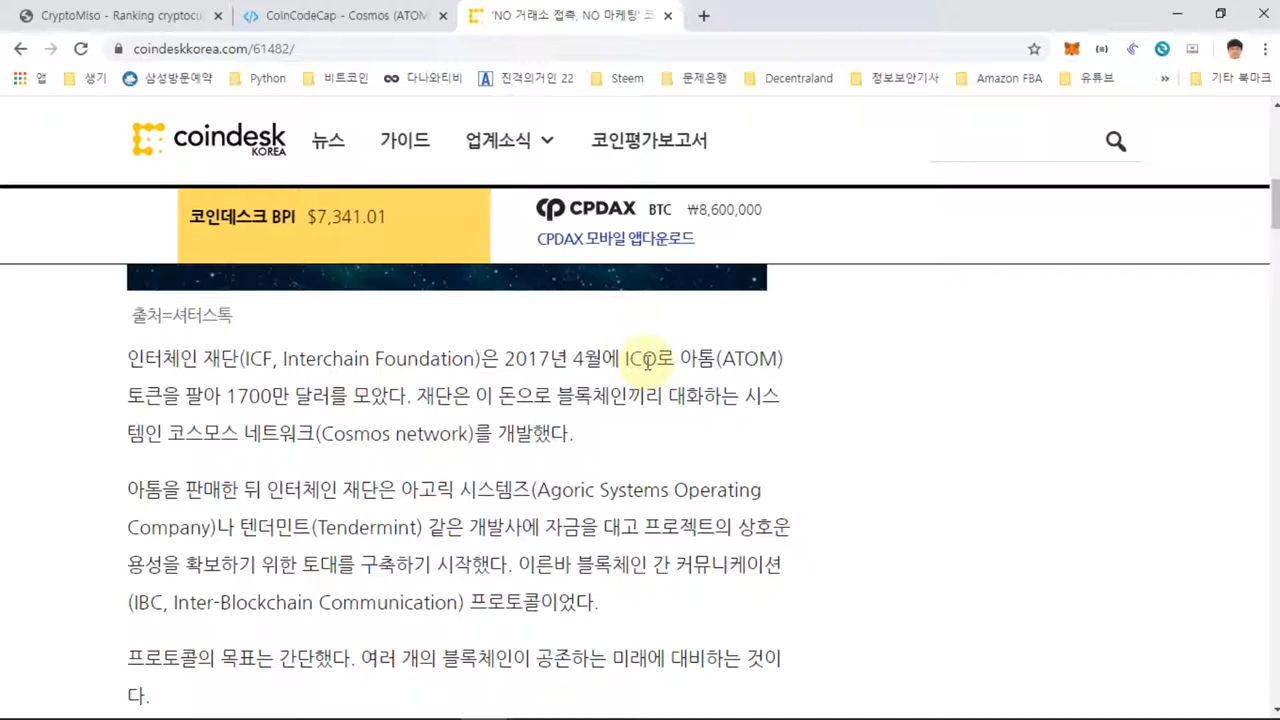 CryptoMiso - Ranking cryptocu
CoinCodeCap - Cosmos (ATOM)
'NO 거래소 접촉, NO 마케팅' 코
coindeskkorea.com/61482/
앱 생기 삼성방문예약 Python 비트코인 다나와티비 진격의거인 22 Steem 문제은행 Decentraland 정보보안기사 Amazon FBA 유튜브 » 기타 북마크
coindesk KOREA 뉴스 가이드 업계소식 코인평가보고서
코인데스크 BPI $7,341.01
CPDAX BTC ₩8,600,000
CPDAX 모바일 앱다운로드
출처=셔터스톡
인터체인 재단(ICF, Interchain Foundation)은 2017년 4월에 ICO로 아톰(ATOM)
토큰을 팔아 1700만 달러를 모았다. 재단은 이 돈으로 블록체인끼리 대화하는 시스
템인 코스모스 네트워크(Cosmos network)를 개발했다.
아톰을 판매한 뒤 인터체인 재단은 아고릭 시스템즈(Agoric Systems Operating
Company)나 텐더민트(Tendermint) 같은 개발사에 자금을 대고 프로젝트의 상호운
용성을 확보하기 위한 토대를 구축하기 시작했다. 이른바 블록체인 간 커뮤니케이션
(IBC, Inter-Blockchain Communication) 프로토콜이었다.
프로토콜의 목표는 간단했다. 여러 개의 블록체인이 공존하는 미래에 대비하는 것이
다.